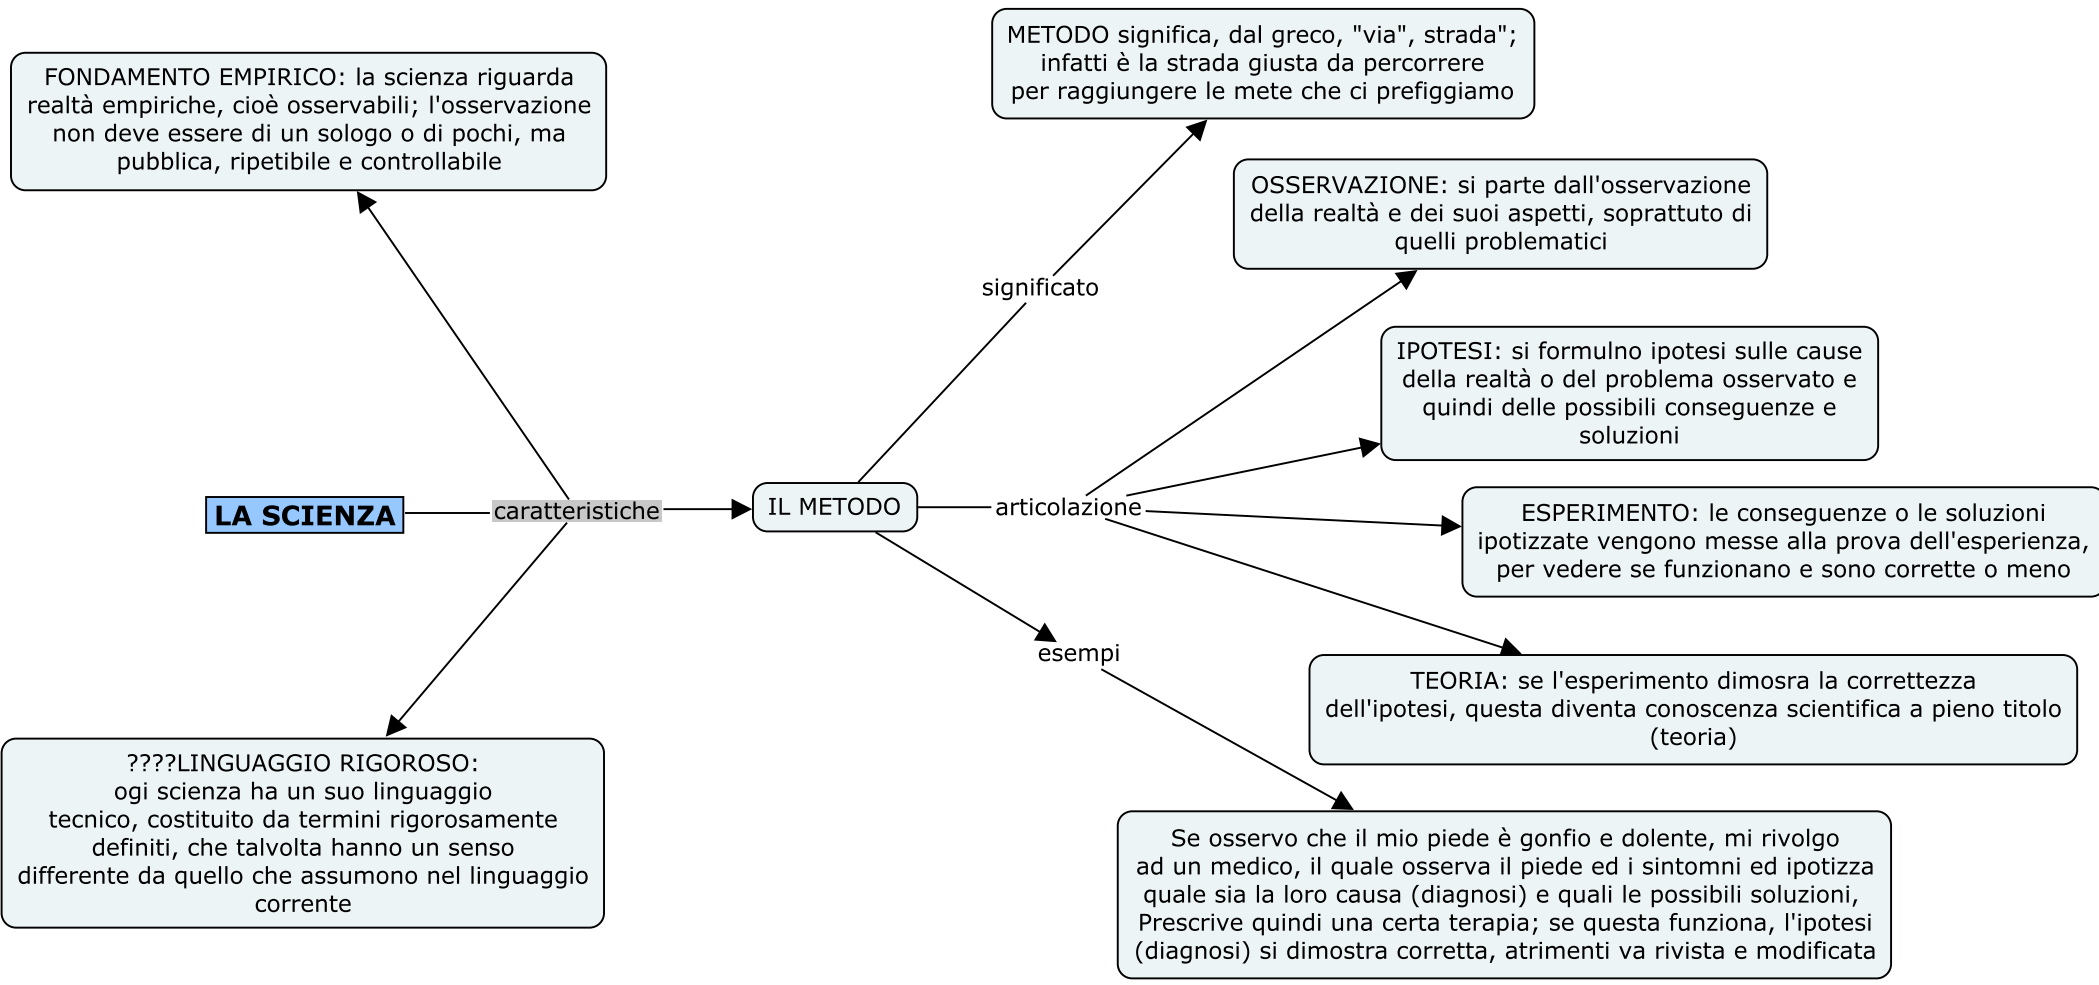 METODO significa, dal greco, "via", strada";
infatti è la strada giusta da percorrere
per raggiungere le mete che ci prefiggiamo
FONDAMENTO EMPIRICO: la scienza riguarda
realtà empiriche, cioè osservabili; l'osservazione
non deve essere di un sologo o di pochi, ma
pubblica, ripetibile e controllabile
OSSERVAZIONE: si parte dall'osservazione
della realtà e dei suoi aspetti, soprattuto di
quelli problematici
significato
IPOTESI: si formulno ipotesi sulle cause
della realtà o del problema osservato e
quindi delle possibili conseguenze e
soluzioni
LA SCIENZA
caratteristiche
IL METODO
articolazione
ESPERIMENTO: le conseguenze o le soluzioni
ipotizzate vengono messe alla prova dell'esperienza,
per vedere se funzionano e sono corrette o meno
esempi
TEORIA: se l'esperimento dimosra la correttezza
dell'ipotesi, questa diventa conoscenza scientifica a pieno titolo
(teoria)
????LINGUAGGIO RIGOROSO:
ogi scienza ha un suo linguaggio
tecnico, costituito da termini rigorosamente
definiti, che talvolta hanno un senso
differente da quello che assumono nel linguaggio
corrente
Se osservo che il mio piede è gonfio e dolente, mi rivolgo
ad un medico, il quale osserva il piede ed i sintomni ed ipotizza
quale sia la loro causa (diagnosi) e quali le possibili soluzioni,
Prescrive quindi una certa terapia; se questa funziona, l'ipotesi
(diagnosi) si dimostra corretta, atrimenti va rivista e modificata